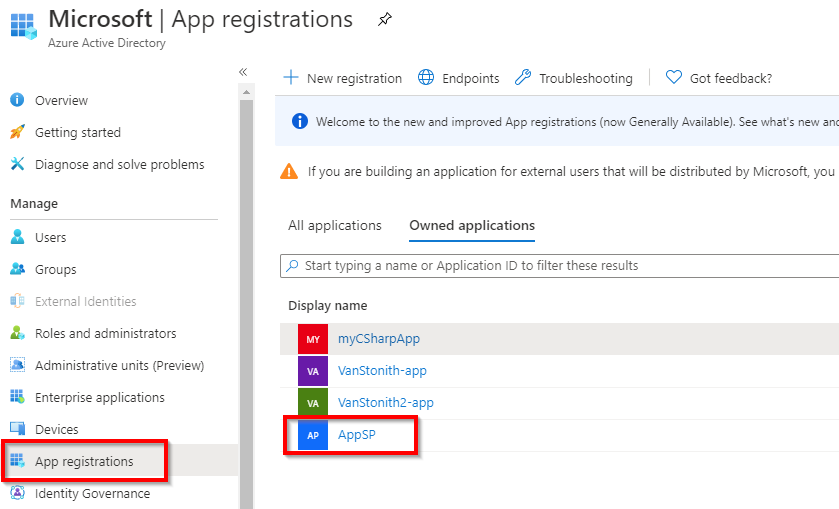 Microsoft | App registrations
Azure Active Directory
«
Overview
Getting started
Diagnose and solve problems
Manage
Users
Groups
External Identities
Roles and administrators
Administrative units (Preview)
Enterprise applications
Devices
App registrations
Identity Governance
New registration Endpoints Troubleshooting Got feedback?
Welcome to the new and improved App registrations (now Generally Available). See what's new and
If you are building an application for external users that will be distributed by Microsoft, you
All applications Owned applications
Start typing a name or Application ID to filter these results
Display name
MY myCSharpApp
VA VanStonith-app
VA VanStonith2-app
AP AppSP